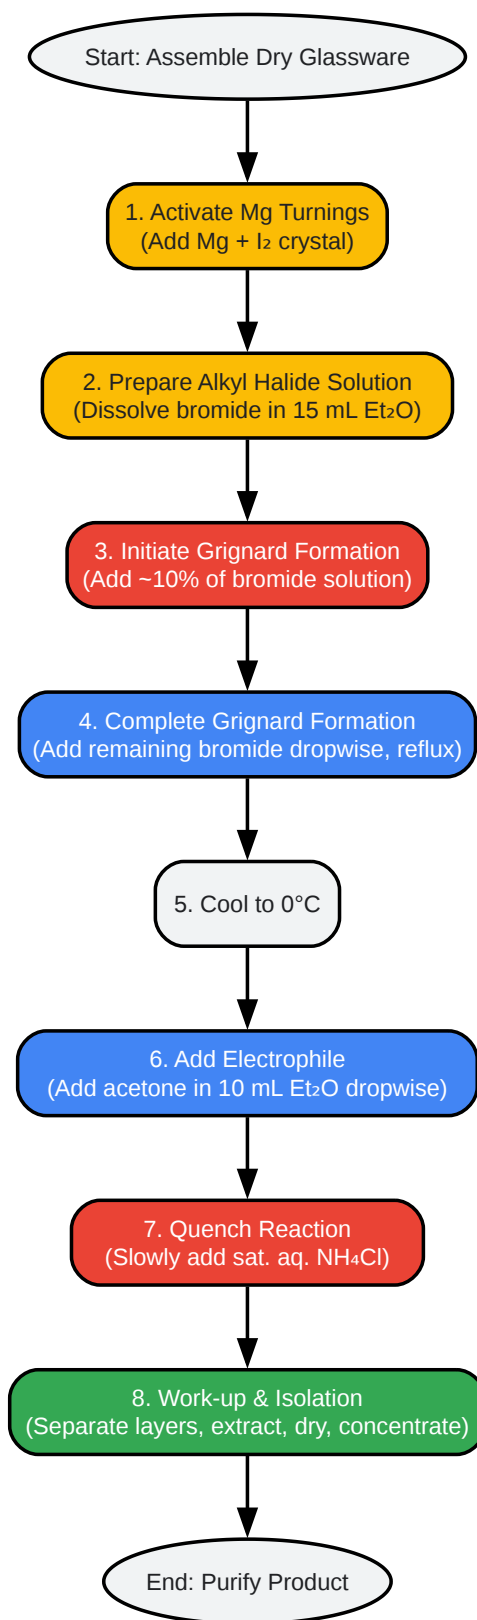 Start: Assemble Dry Glassware
1. Activate Mg Turnings
(Add Mg + I₂ crystal)
2. Prepare Alkyl Halide Solution
(Dissolve bromide in 15 mL Et₂O)
3. Initiate Grignard Formation
(Add ~10% of bromide solution)
4. Complete Grignard Formation
(Add remaining bromide dropwise, reflux)
5. Cool to 0°C
6. Add Electrophile
(Add acetone in 10 mL Et₂O dropwise)
7. Quench Reaction
(Slowly add sat. aq. NH₄Cl)
8. Work-up & Isolation
(Separate layers, extract, dry, concentrate)
End: Purify Product